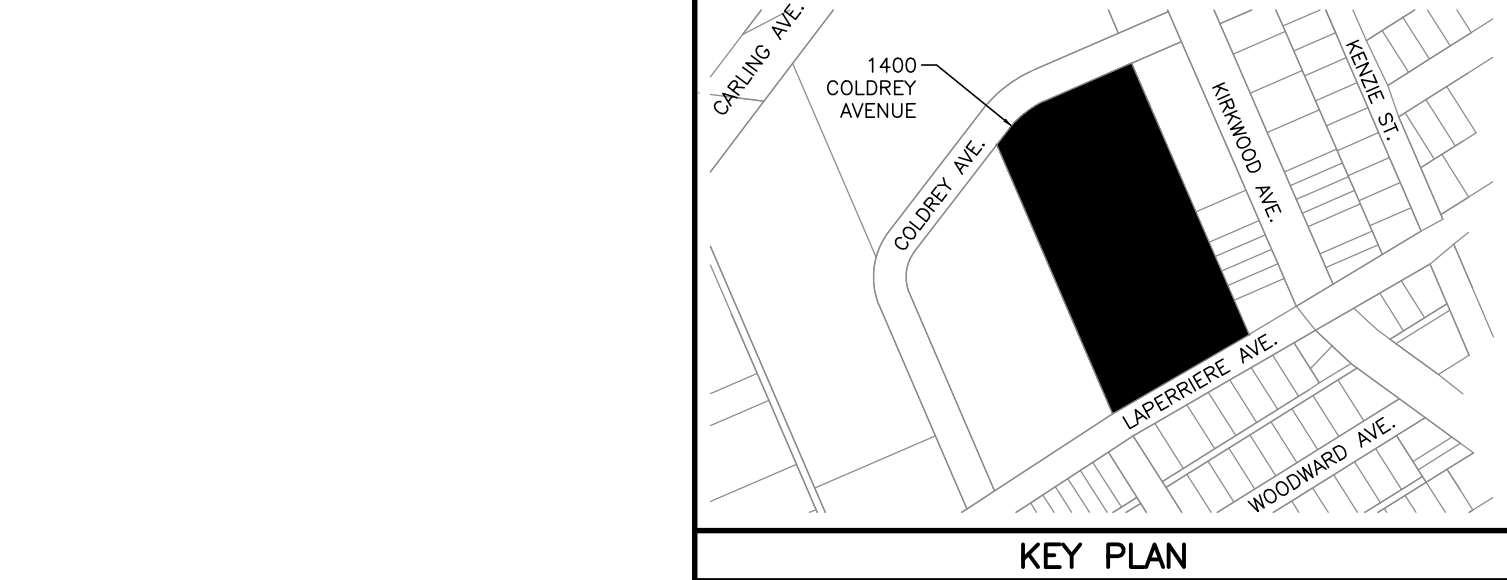 CARLING AVE.
1400
COLDREY
AVENUE
COLDREY AVE.
KIRKWOOD AVE.
KENZIE ST.
LAPERRIERE AVE.
WOODWARD AVE.
KEY PLAN